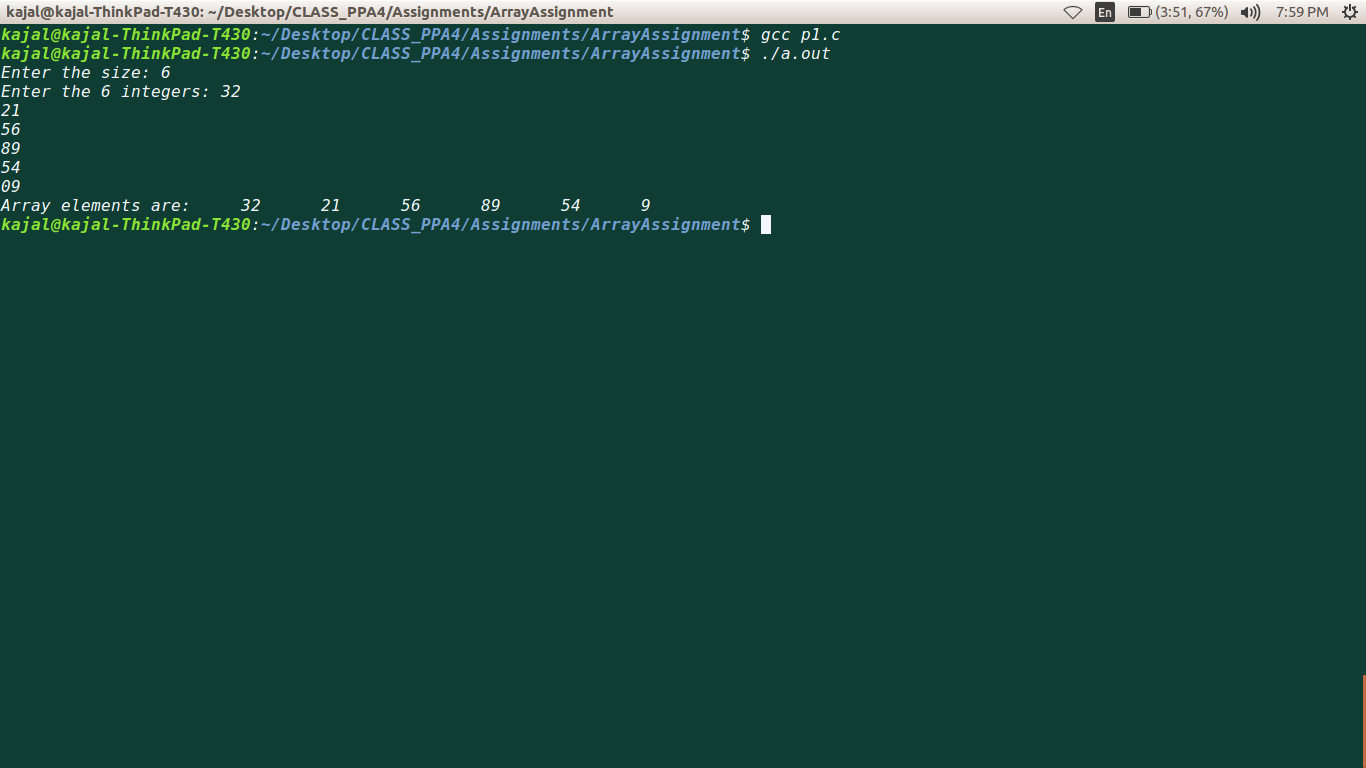 kajal@kajal-ThinkPad-T430: ~/Desktop/CLASS_PPA4/Assignments/ArrayAssignment En (3:51, 67%) 7:59 PM
kajal@kajal-ThinkPad-T430:~/Desktop/CLASS_PPA4/Assignments/ArrayAssignment$ gcc p1.c
kajal@kajal-ThinkPad-T430:~/Desktop/CLASS_PPA4/Assignments/ArrayAssignment$ ./a.out
Enter the size: 6
Enter the 6 integers: 32
21
56
89
54
09
Array elements are:     32      21      56      89      54      9
kajal@kajal-ThinkPad-T430:~/Desktop/CLASS_PPA4/Assignments/ArrayAssignment$